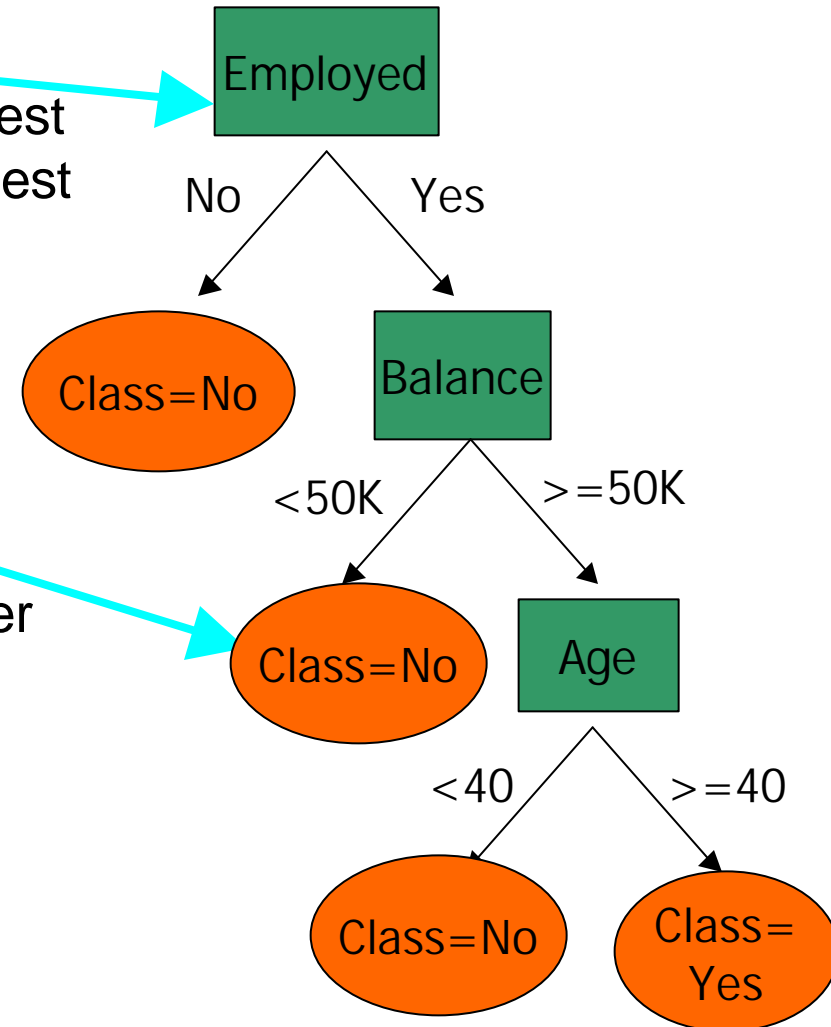 Employed
est
est
No
Yes
Class=No
Balance
<50K
>=50K
er
Class=No
Age
<40
>=40
Class=No
Class=
Yes